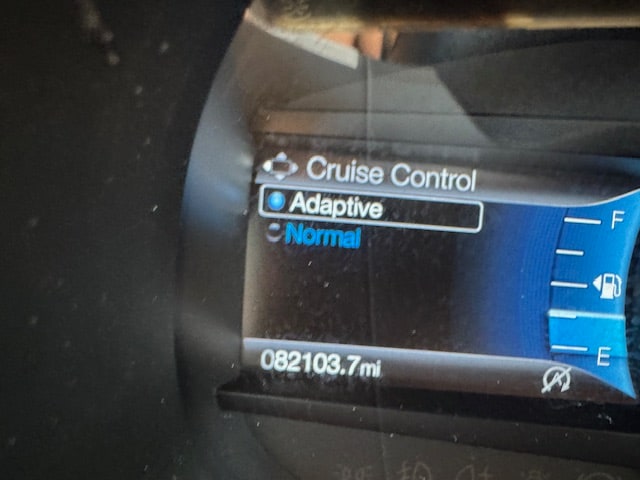 Cruise Control
Adaptive
Normal
F
E
082103.7mi